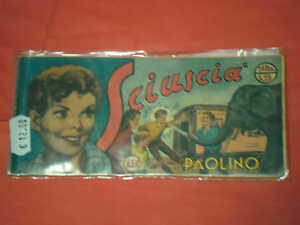 Sciuscià
PAOLINO
€ 12,00